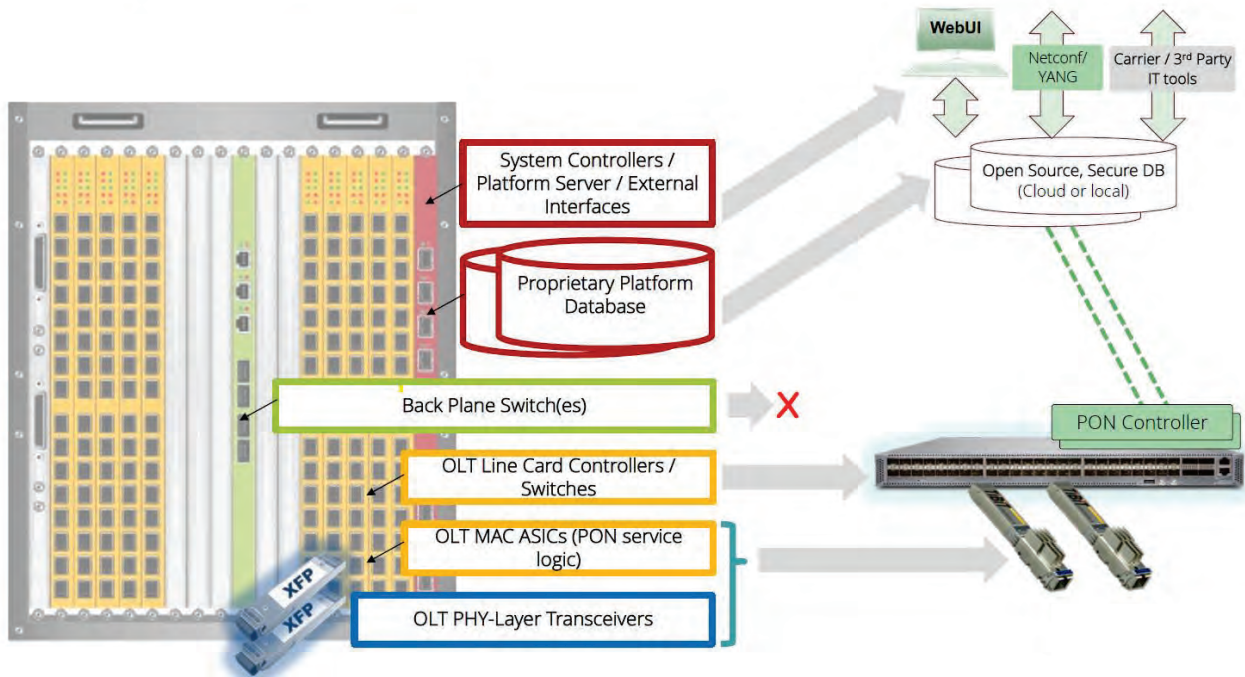 WebUI
Netconf/
YANG
Carrier / 3rd Party
IT tools
System Controllers /
Platform Server / External
Interfaces
Open Source, Secure DB
(Cloud or local)
Proprietary Platform
Database
Back Plane Switch(es)
X
PON Controller
OLT Line Card Controllers /
Switches
OLT MAC ASICs (PON service
logic)
XFP
XFP
OLT PHY-Layer Transceivers